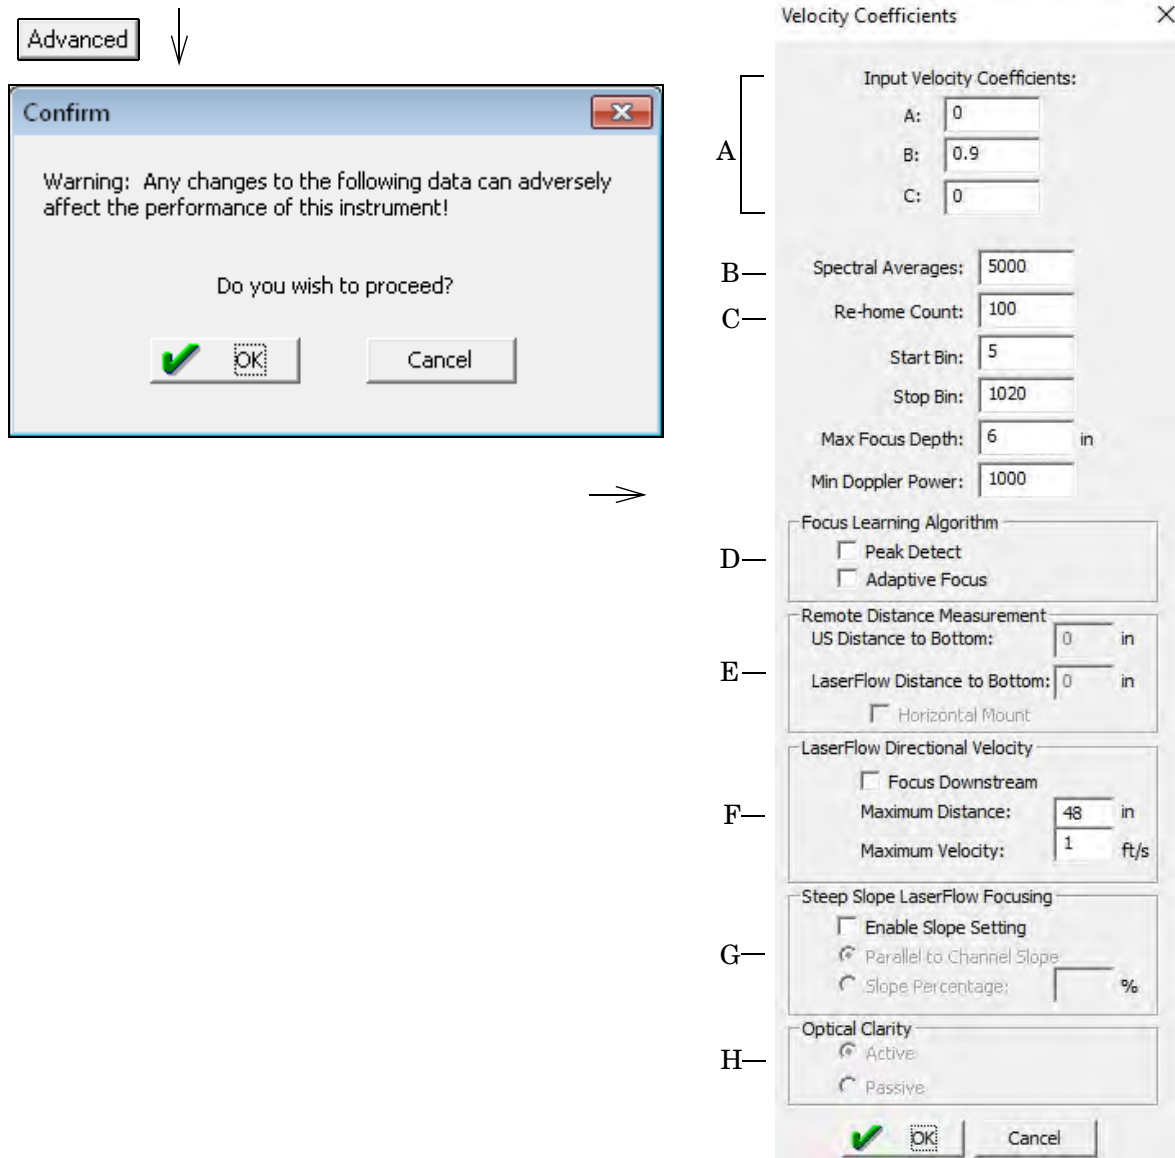 Advanced
Confirm
Warning: Any changes to the following data can adversely
affect the performance of this instrument!
Do you wish to proceed?
OK
Cancel
Velocity Coefficients
A
Input Velocity Coefficients:
A: 0
B: 0.9
C: 0
B
Spectral Averages: 5000
C
Re-home Count: 100
Start Bin: 5
Stop Bin: 1020
Max Focus Depth: 6 in
Min Doppler Power: 1000
D
Focus Learning Algorithm
Peak Detect
Adaptive Focus
E
Remote Distance Measurement
US Distance to Bottom: 0 in
LaserFlow Distance to Bottom: 0 in
Horizontal Mount
F
LaserFlow Directional Velocity
Focus Downstream
Maximum Distance: 48 in
Maximum Velocity: 1 ft/s
G
Steep Slope LaserFlow Focusing
Enable Slope Setting
Parallel to Channel Slope
Slope Percentage: %
H
Optical Clarity
Active
Passive
OK
Cancel